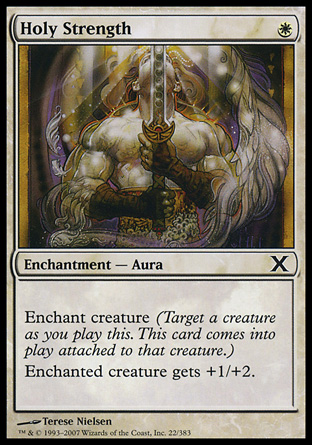 Holy Strength
Enchantment — Aura
X
Enchant creature (Target a creature
as you play this. This card comes into
play attached to that creature.)
Enchanted creature gets +1/+2.
Terese Nielsen
™ & © 1993–2007 Wizards of the Coast, Inc. 22/383